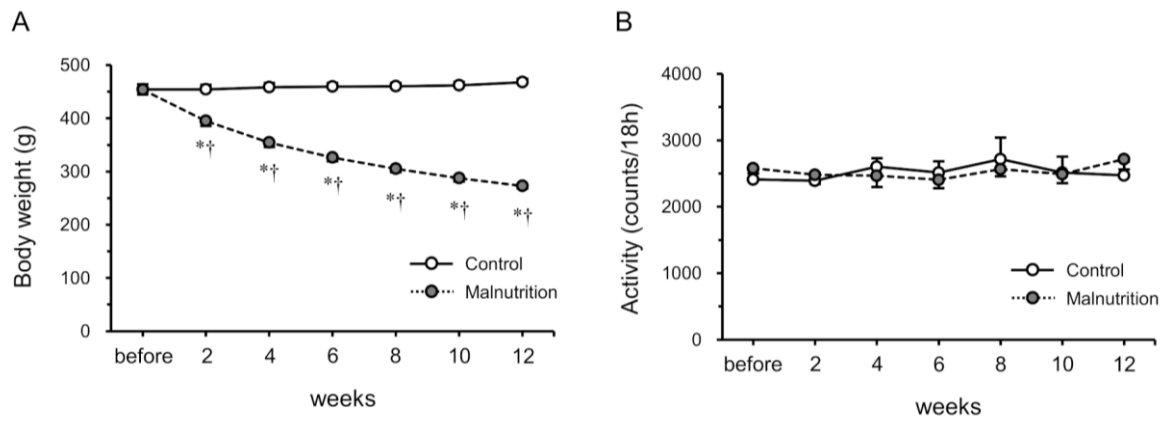 A
Body weight (g)
500
400
300
200
100
0
*†
*†
*†
*†
*†
*†
Control
Malnutrition
before 2 4 6 8 10 12
weeks
B
Activity (counts/18h)
4000
3000
2000
1000
0
Control
Malnutrition
before 2 4 6 8 10 12
weeks